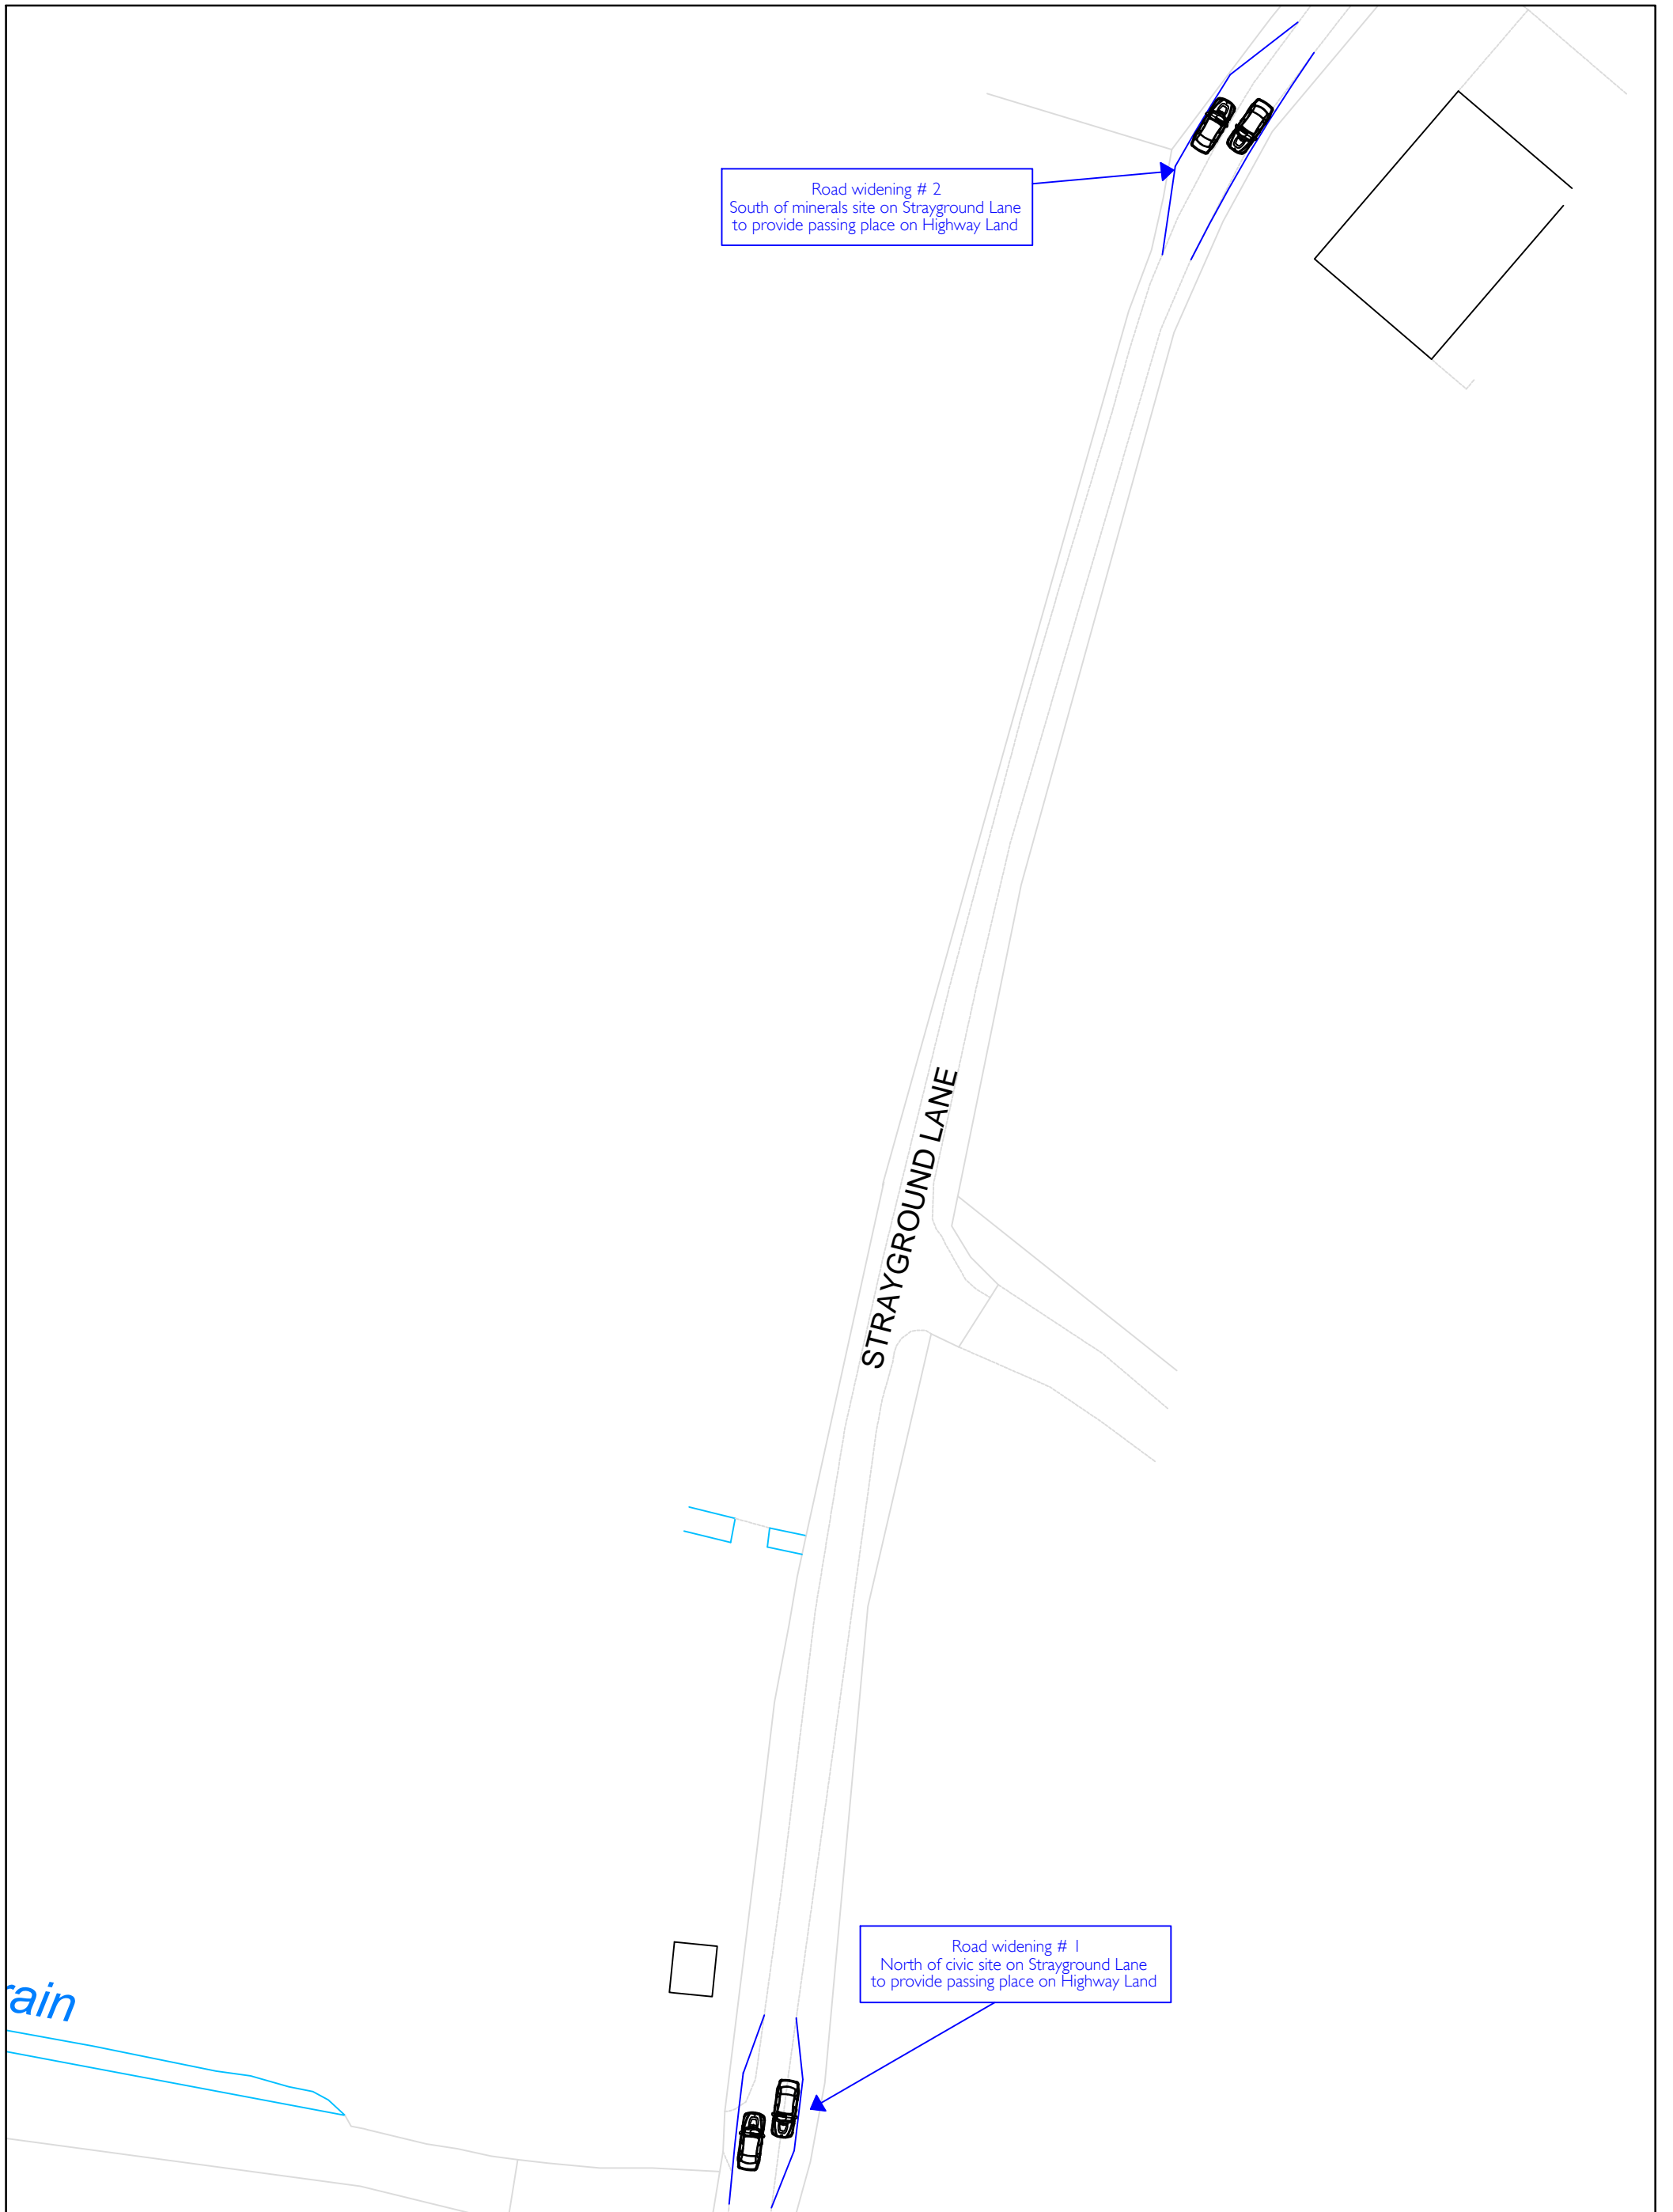 Road widening # 2
South of minerals site on Strayground Lane
to provide passing place on Highway Land
STRAYGROUND LANE
Road widening # 1
North of civic site on Strayground Lane
to provide passing place on Highway Land
rain